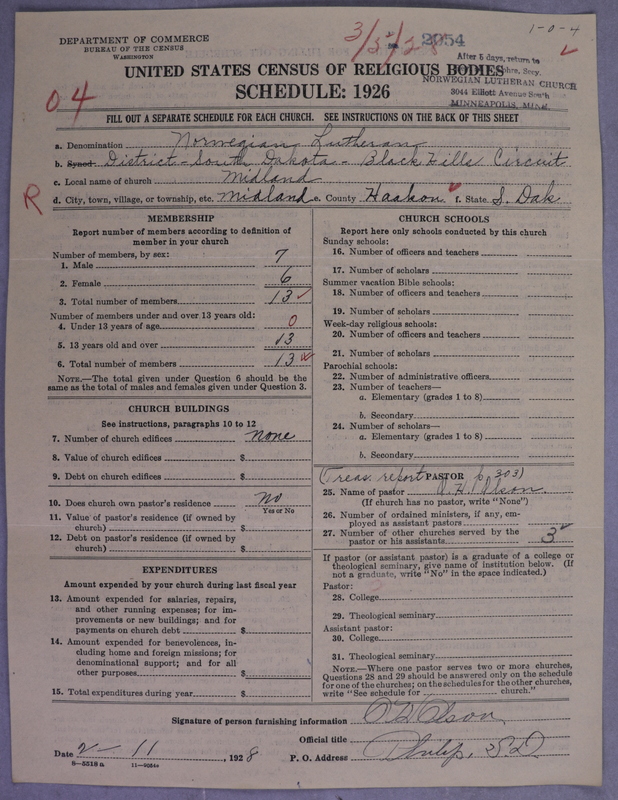 1-0-4
DEPARTMENT OF COMMERCE
BUREAU OF THE CENSUS
WASHINGTON
2954
After 5 days, return to
NORWEGIAN LUTHERAN CHURCH
3044 Elliott Avenue South
MINNEAPOLIS, MINN.
UNITED STATES CENSUS OF RELIGIOUS BODIES
SCHEDULE: 1926
04
FILL OUT A SEPARATE SCHEDULE FOR EACH CHURCH. SEE INSTRUCTIONS ON THE BACK OF THIS SHEET
a. Denomination Norwegian Lutheran
b. Synod: District - South Dakota - Black Hills Circuit
c. Local name of church Midland
R
d. City, town, village, or township, etc. Midland e. County Haakon f. State S. Dak
MEMBERSHIP
Report number of members according to definition of
member in your church
Number of members, by sex:
1. Male 7
2. Female 6
3. Total number of members 13
Number of members under and over 13 years old:
4. Under 13 years of age 0
5. 13 years old and over 13
6. Total number of members 13
NOTE.—The total given under Question 6 should be the
same as the total of males and females given under Question 3.
CHURCH BUILDINGS
See instructions, paragraphs 10 to 12
7. Number of church edifices none
8. Value of church edifices $
9. Debt on church edifices $
10. Does church own pastor's residence No
Yes or No
11. Value of pastor's residence (if owned by
church) $
12. Debt on pastor's residence (if owned by
church) $
EXPENDITURES
Amount expended by your church during last fiscal year
13. Amount expended for salaries, repairs,
and other running expenses; for im-
provements or new buildings; and for
payments on church debt $
14. Amount expended for benevolences, in-
cluding home and foreign missions; for
denominational support; and for all
other purposes $
15. Total expenditures during year $
CHURCH SCHOOLS
Report here only schools conducted by this church
Sunday schools:
16. Number of officers and teachers
17. Number of scholars
Summer vacation Bible schools:
18. Number of officers and teachers
19. Number of scholars
Week-day religious schools:
20. Number of officers and teachers
21. Number of scholars
Parochial schools:
22. Number of administrative officers
23. Number of teachers—
a. Elementary (grades 1 to 8)
b. Secondary
24. Number of scholars—
a. Elementary (grades 1 to 8)
b. Secondary
(Treas. report p 303)
PASTOR
25. Name of pastor O. H. Olson
(If church has no pastor, write "None")
26. Number of ordained ministers, if any, em-
ployed as assistant pastors
27. Number of other churches served by the
pastor or his assistants 3
If pastor (or assistant pastor) is a graduate of a college or
theological seminary, give name of institution below. (If
not a graduate, write "No" in the space indicated.)
Pastor:
28. College
29. Theological seminary
Assistant pastor:
30. College
31. Theological seminary
NOTE.—Where one pastor serves two or more churches,
Questions 28 and 29 should be answered only on the schedule
for one of the churches; on the schedules for the other churches,
write "See schedule for church."
Signature of person furnishing information O H Olson
Official title
Date 2 - 11, 1928 P. O. Address Philip, S.D.
8—5518 a 11—9054a